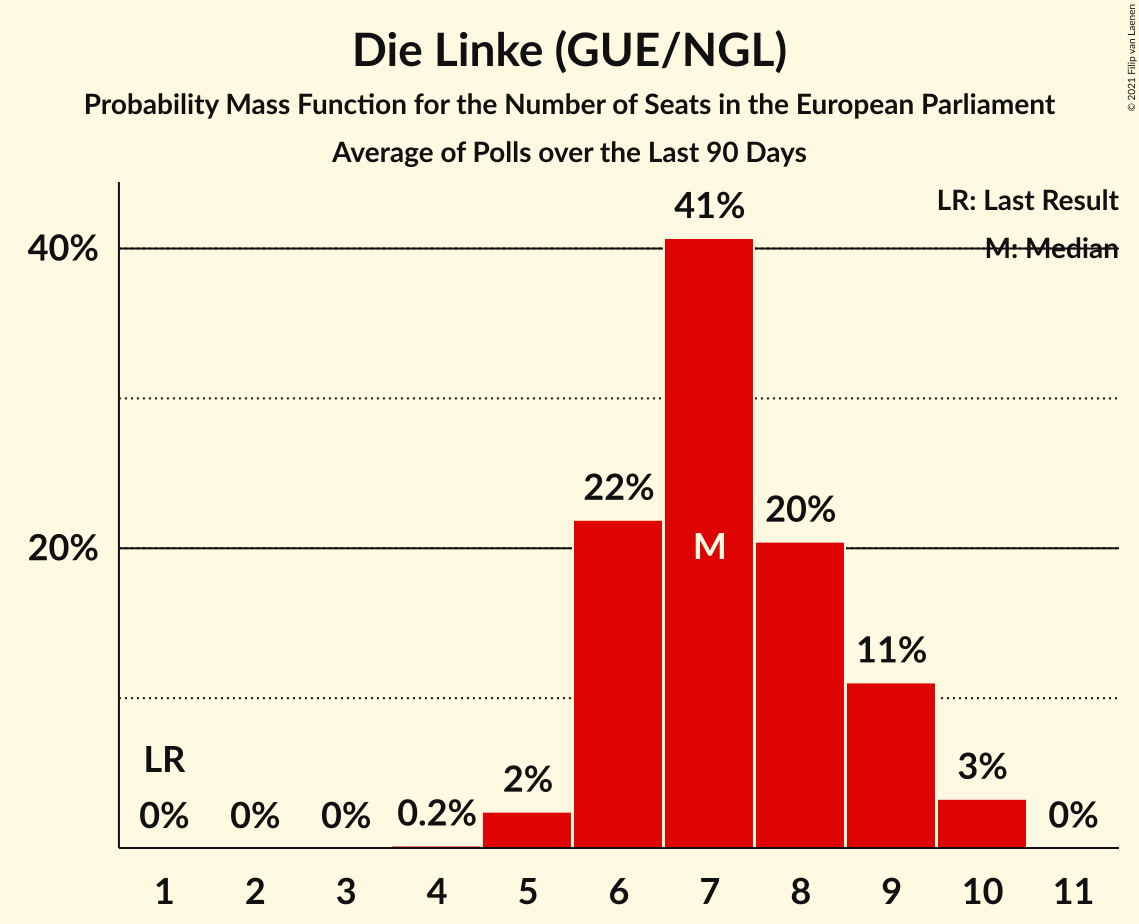 Die Linke (GUE/NGL)
Probability Mass Function for the Number of Seats in the European Parliament
Average of Polls over the Last 90 Days
© 2021 Filip van Laenen
LR: Last Result
M: Median
40%
20%
LR
0%
0%
0%
0.2%
2%
22%
41%
M
20%
11%
3%
0%
1 2 3 4 5 6 7 8 9 10 11